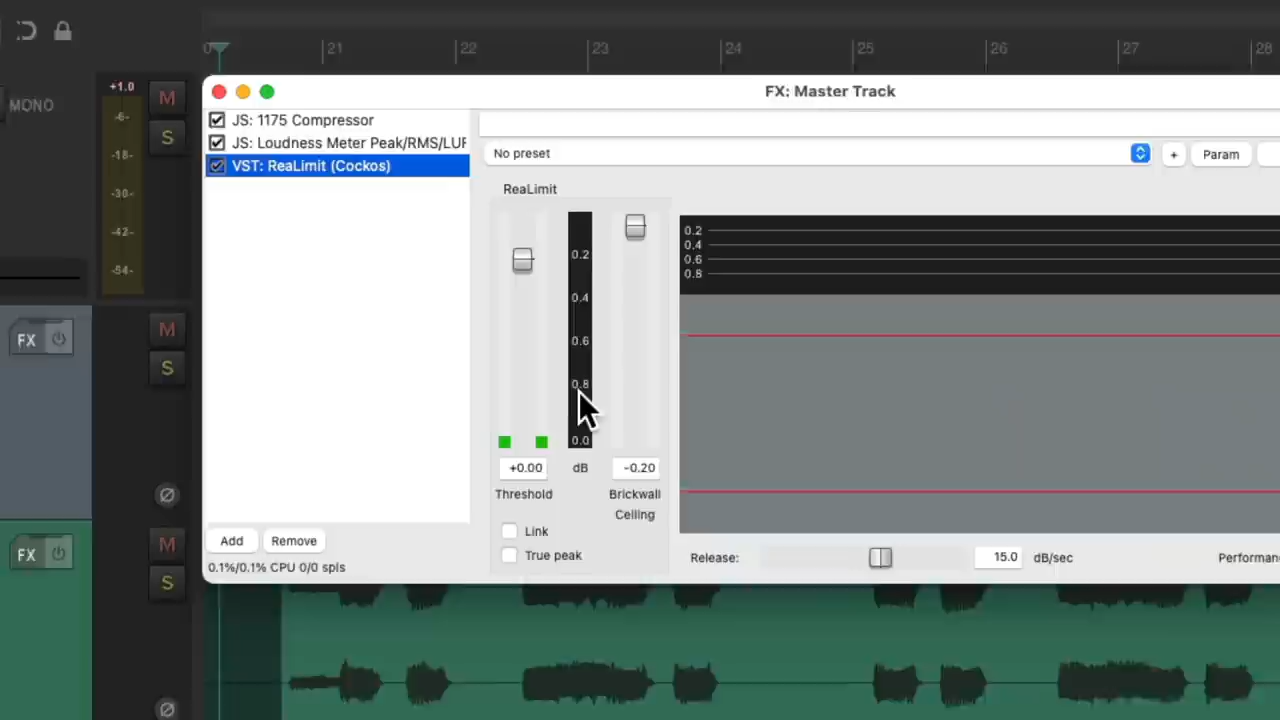 0
21
22
23
24
25
26
27
28
+1.0
M
S
MONO
-6-
-18-
-30-
-42-
-54-
FX: Master Track
JS: 1175 Compressor
JS: Loudness Meter Peak/RMS/LUF
VST: ReaLimit (Cockos)
No preset
+
Param
ReaLimit
0.2
0.4
0.6
0.8
0.0
0.2
0.4
0.6
0.8
+0.00
dB
-0.20
Threshold
Brickwall
Ceiling
Link
True peak
Add
Remove
0.1%/0.1% CPU 0/0 spls
Release:
15.0
dB/sec
Performan
FX
M
S
FX
M
S